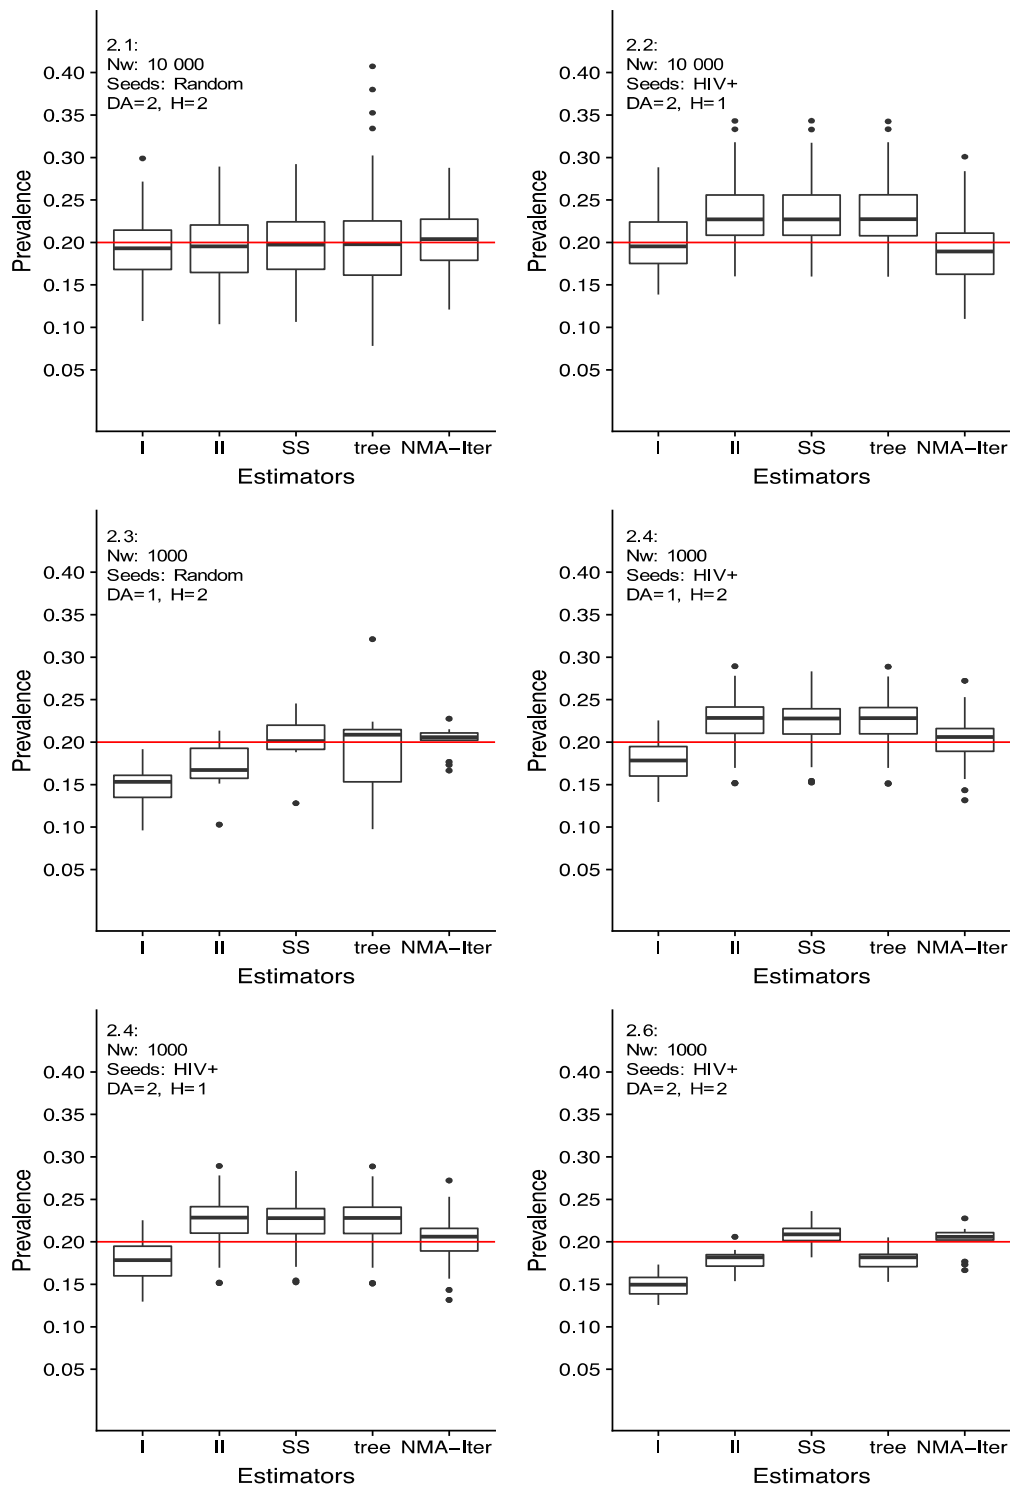 2.1:
Nw: 10 000
Seeds: Random
DA=2, H=2
0.40
0.35
0.30
0.25
0.20
0.15
0.10
0.05
Prevalence
I II SS tree NMA-Iter
Estimators
2.2:
Nw: 10 000
Seeds: HIV+
DA=2, H=1
0.40
0.35
0.30
0.25
0.20
0.15
0.10
0.05
Prevalence
I II SS tree NMA-Iter
Estimators
2.3:
Nw: 1000
Seeds: Random
DA=1, H=2
0.40
0.35
0.30
0.25
0.20
0.15
0.10
0.05
Prevalence
I II SS tree NMA-Iter
Estimators
2.4:
Nw: 1000
Seeds: HIV+
DA=1, H=2
0.40
0.35
0.30
0.25
0.20
0.15
0.10
0.05
Prevalence
I II SS tree NMA-Iter
Estimators
2.4:
Nw: 1000
Seeds: HIV+
DA=2, H=1
0.40
0.35
0.30
0.25
0.20
0.15
0.10
0.05
Prevalence
I II SS tree NMA-Iter
Estimators
2.6:
Nw: 1000
Seeds: HIV+
DA=2, H=2
0.40
0.35
0.30
0.25
0.20
0.15
0.10
0.05
Prevalence
I II SS tree NMA-Iter
Estimators